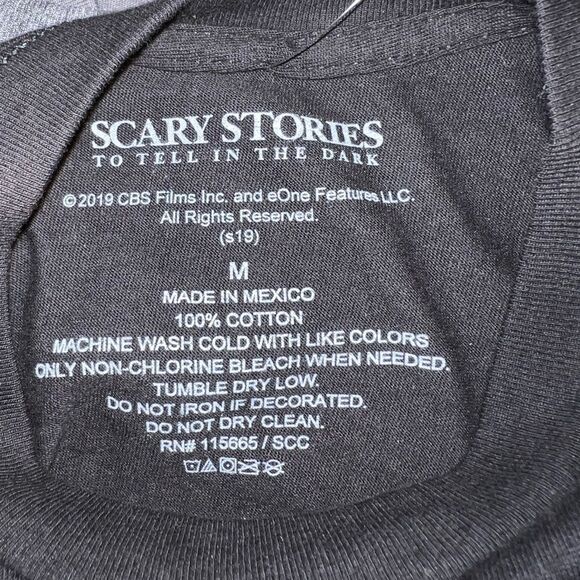 SCARY STORIES
TO TELL IN THE DARK
© 2019 CBS Films Inc. and eOne Features LLC.
All Rights Reserved.
(s19)
M
MADE IN MEXICO
100% COTTON
MACHINE WASH COLD WITH LIKE COLORS
ONLY NON-CHLORINE BLEACH WHEN NEEDED.
TUMBLE DRY LOW.
DO NOT IRON IF DECORATED.
DO NOT DRY CLEAN.
RN# 115665 / SCC